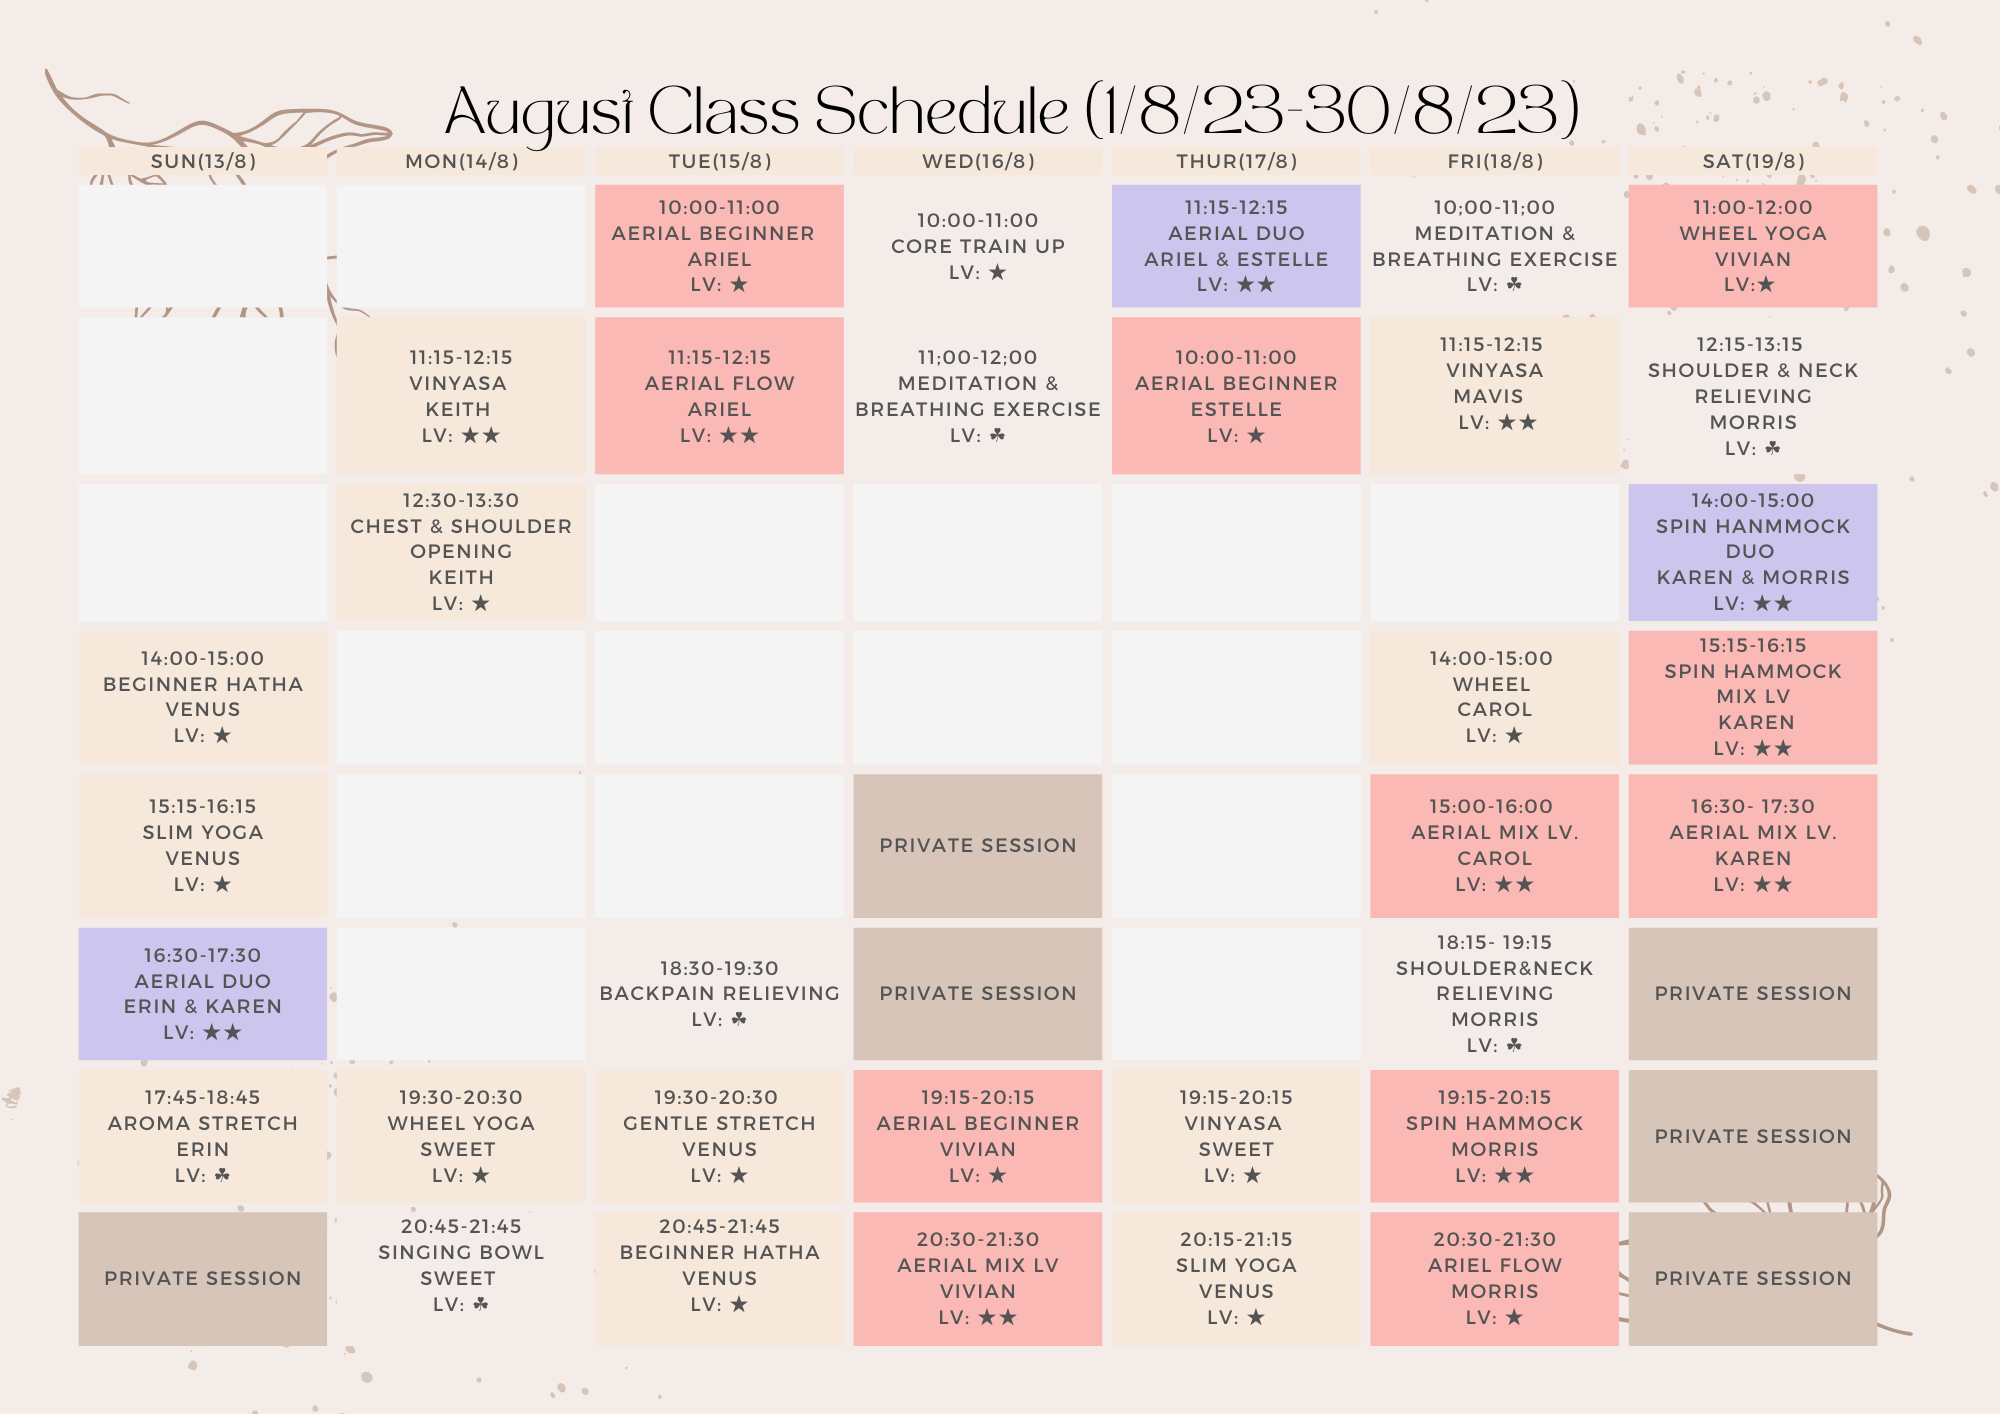 August Class Schedule (1/8/23-30/8/23)
SUN(13/8)
MON(14/8)
TUE(15/8)
WED(16/8)
THUR(17/8)
FRI(18/8)
SAT(19/8)
10:00-11:00
AERIAL BEGINNER
ARIEL
LV: ★
10:00-11:00
CORE TRAIN UP
LV: ★
11:15-12:15
AERIAL DUO
ARIEL & ESTELLE
LV: ★★
10;00-11;00
MEDITATION &
BREATHING EXERCISE
LV: ☘
11:00-12:00
WHEEL YOGA
VIVIAN
LV:★
11:15-12:15
VINYASA
KEITH
LV: ★★
11:15-12:15
AERIAL FLOW
ARIEL
LV: ★★
11;00-12;00
MEDITATION &
BREATHING EXERCISE
LV: ☘
10:00-11:00
AERIAL BEGINNER
ESTELLE
LV: ★
11:15-12:15
VINYASA
MAVIS
LV: ★★
12:15-13:15
SHOULDER & NECK
RELIEVING
MORRIS
LV: ☘
12:30-13:30
CHEST & SHOULDER
OPENING
KEITH
LV: ★
14:00-15:00
SPIN HANMMOCK
DUO
KAREN & MORRIS
LV: ★★
14:00-15:00
BEGINNER HATHA
VENUS
LV: ★
14:00-15:00
WHEEL
CAROL
LV: ★
15:15-16:15
SPIN HAMMOCK
MIX LV
KAREN
LV: ★★
15:15-16:15
SLIM YOGA
VENUS
LV: ★
PRIVATE SESSION
15:00-16:00
AERIAL MIX LV.
CAROL
LV: ★★
16:30- 17:30
AERIAL MIX LV.
KAREN
LV: ★★
16:30-17:30
AERIAL DUO
ERIN & KAREN
LV: ★★
18:30-19:30
BACKPAIN RELIEVING
LV: ☘
PRIVATE SESSION
18:15- 19:15
SHOULDER&NECK
RELIEVING
MORRIS
LV: ☘
PRIVATE SESSION
17:45-18:45
AROMA STRETCH
ERIN
LV: ☘
19:30-20:30
WHEEL YOGA
SWEET
LV: ★
19:30-20:30
GENTLE STRETCH
VENUS
LV: ★
19:15-20:15
AERIAL BEGINNER
VIVIAN
LV: ★
19:15-20:15
VINYASA
SWEET
LV: ★
19:15-20:15
SPIN HAMMOCK
MORRIS
LV: ★★
PRIVATE SESSION
PRIVATE SESSION
20:45-21:45
SINGING BOWL
SWEET
LV: ☘
20:45-21:45
BEGINNER HATHA
VENUS
LV: ★
20:30-21:30
AERIAL MIX LV
VIVIAN
LV: ★★
20:15-21:15
SLIM YOGA
VENUS
LV: ★
20:30-21:30
ARIEL FLOW
MORRIS
LV: ★
PRIVATE SESSION